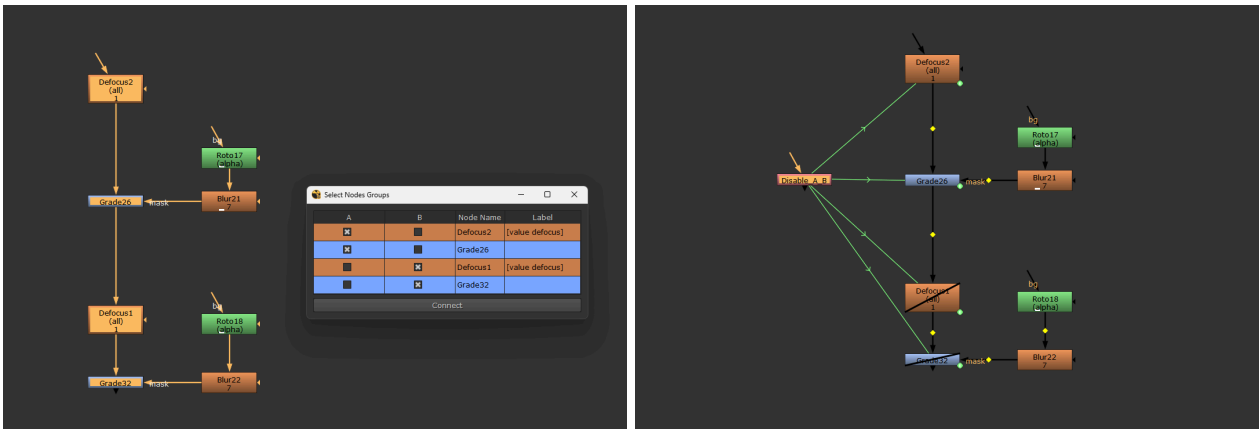 Defocus2
(all)
1
bg
Roto17
(alpha)
Grade26
mask
Blur21
7
Defocus1
(all)
1
Roto18
(alpha)
Grade32
mask
Blur22
7
Select Nodes Groups
A B Node Name Label
Defocus2 [value defocus]
Grade26
Defocus1 [value defocus]
Grade32
Connect
Defocus2
(all)
1
bg
Roto17
(alpha)
Disable_A_B
Grade26
mask
Blur21
7
Defocus1
(all)
1
bg
Roto18
(alpha)
Grade32
mask
Blur22
7